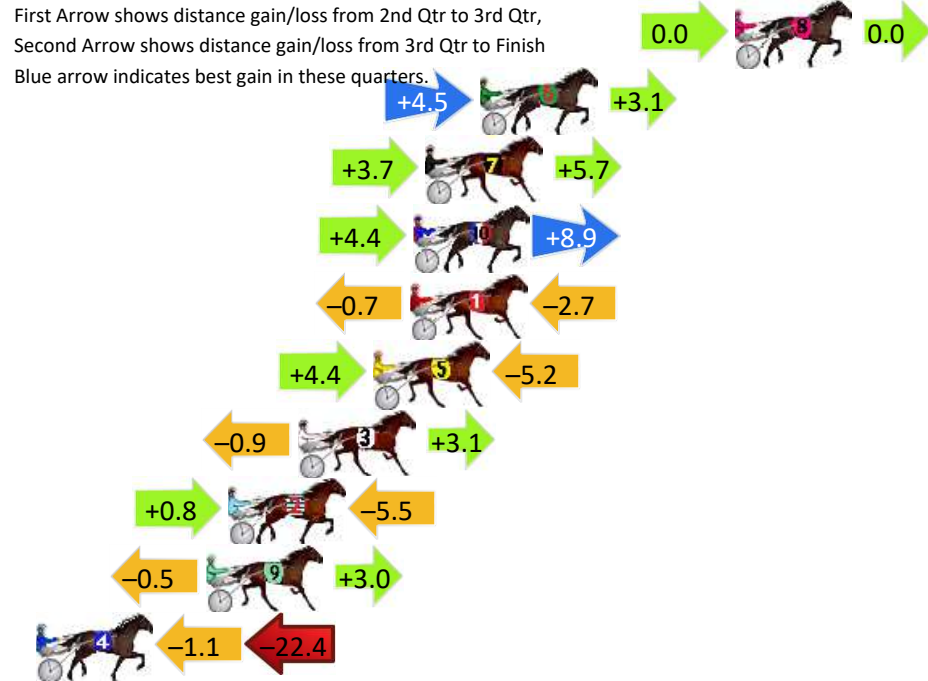 First Arrow shows distance gain/loss from 2nd Qtr to 3rd Qtr,
Second Arrow shows distance gain/loss from 3rd Qtr to Finish
Blue arrow indicates best gain in these quarters.
0.0 8 0.0
+4.5 6 +3.1
+3.7 7 +5.7
+4.4 10 +8.9
–0.7 1 –2.7
+4.4 5 –5.2
–0.9 3 +3.1
+0.8 2 –5.5
–0.5 9 +3.0
4 –1.1 –22.4